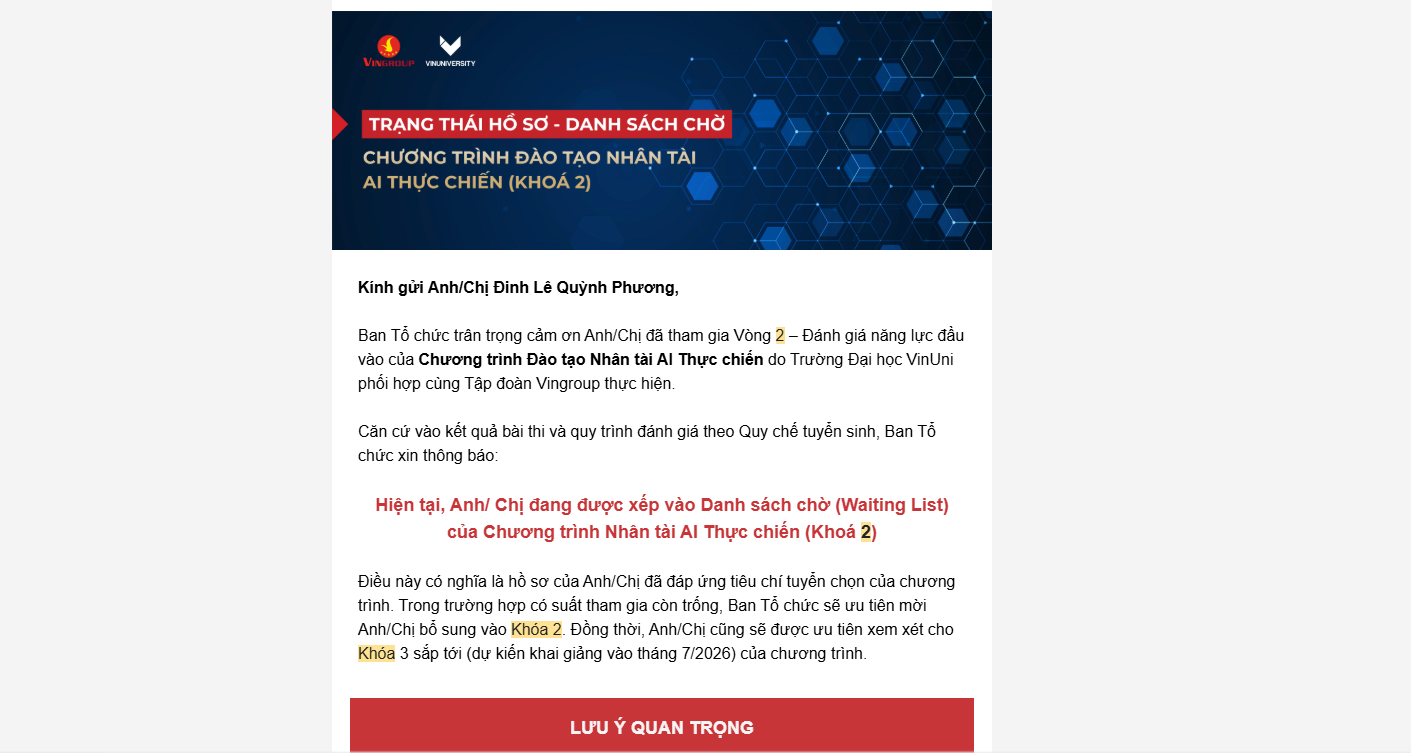 VINGROUP
VINUNIVERSITY
TRẠNG THÁI HỒ SƠ - DANH SÁCH CHỜ
CHƯƠNG TRÌNH ĐÀO TẠO NHÂN TÀI
AI THỰC CHIẾN (KHOÁ 2)
Kính gửi Anh/Chị Đinh Lê Quỳnh Phương,
Ban Tổ chức trân trọng cảm ơn Anh/Chị đã tham gia Vòng 2 – Đánh giá năng lực đầu
vào của Chương trình Đào tạo Nhân tài AI Thực chiến do Trường Đại học VinUni
phối hợp cùng Tập đoàn Vingroup thực hiện.
Căn cứ vào kết quả bài thi và quy trình đánh giá theo Quy chế tuyển sinh, Ban Tổ
chức xin thông báo:
Hiện tại, Anh/ Chị đang được xếp vào Danh sách chờ (Waiting List)
của Chương trình Nhân tài AI Thực chiến (Khoá 2)
Điều này có nghĩa là hồ sơ của Anh/Chị đã đáp ứng tiêu chí tuyển chọn của chương
trình. Trong trường hợp có suất tham gia còn trống, Ban Tổ chức sẽ ưu tiên mời
Anh/Chị bổ sung vào Khóa 2. Đồng thời, Anh/Chị cũng sẽ được ưu tiên xem xét cho
Khóa 3 sắp tới (dự kiến khai giảng vào tháng 7/2026) của chương trình.
LƯU Ý QUAN TRỌNG